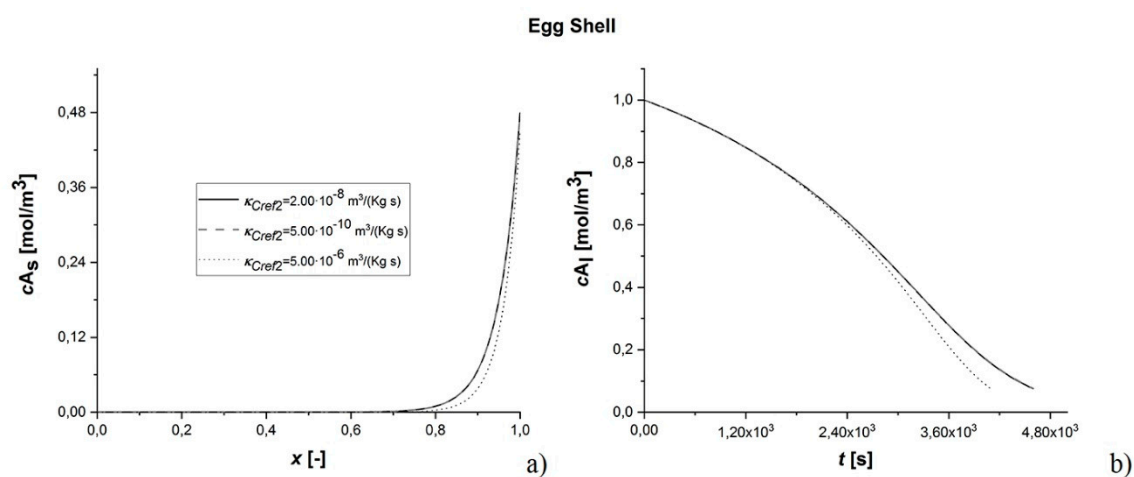 Egg Shell
cAs [mol/m³]
0,48
0,36
0,24
0,12
0,00
κCref2=2.00·10⁻⁸ m³/(Kg s)
κCref2=5.00·10⁻¹⁰ m³/(Kg s)
κCref2=5.00·10⁻⁶ m³/(Kg s)
0,0 0,2 0,4 0,6 0,8 1,0
x [-]
a)
cAl [mol/m³]
1,0
0,8
0,6
0,4
0,2
0,0
0,00 1,20x10³ 2,40x10³ 3,60x10³ 4,80x10³
t [s]
b)